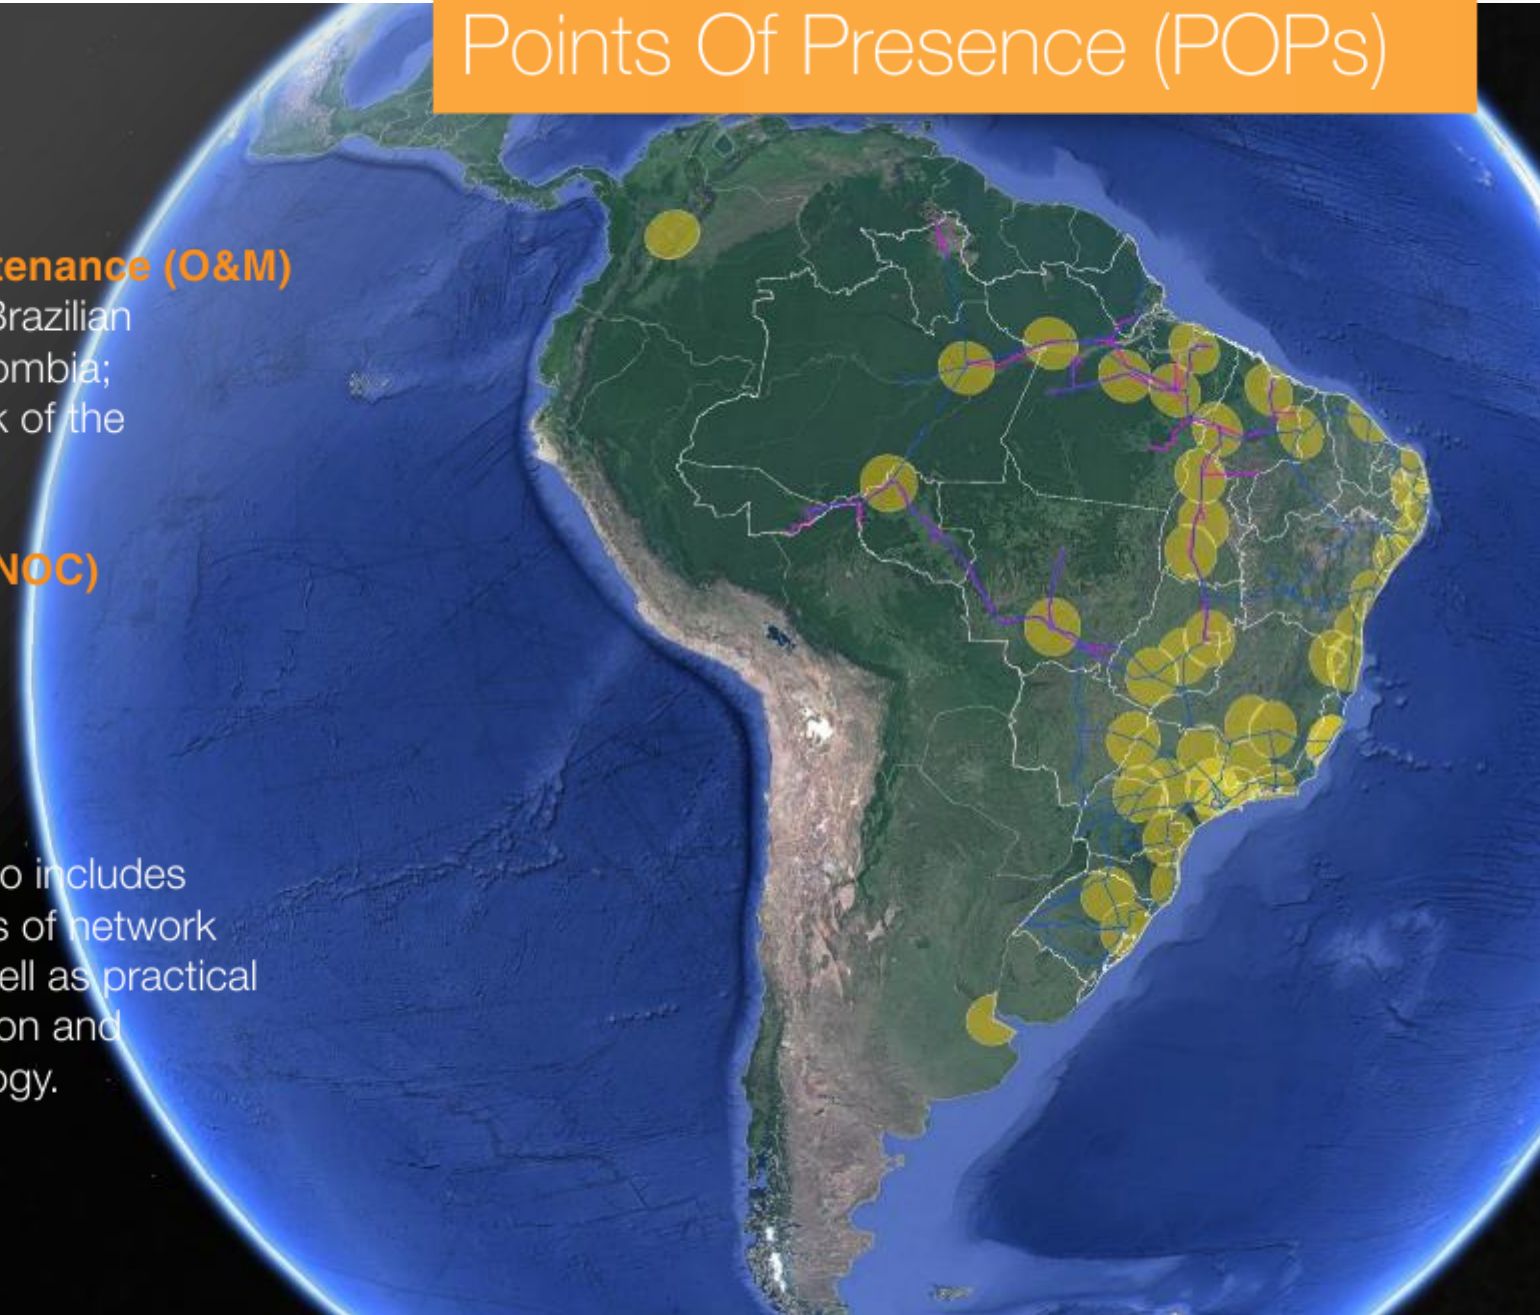 Points Of Presence (POPs)
tenance (O&M)
Brazilian
ombia;
k of the
NOC)
o includes
s of network
ell as practical
on and
ogy.